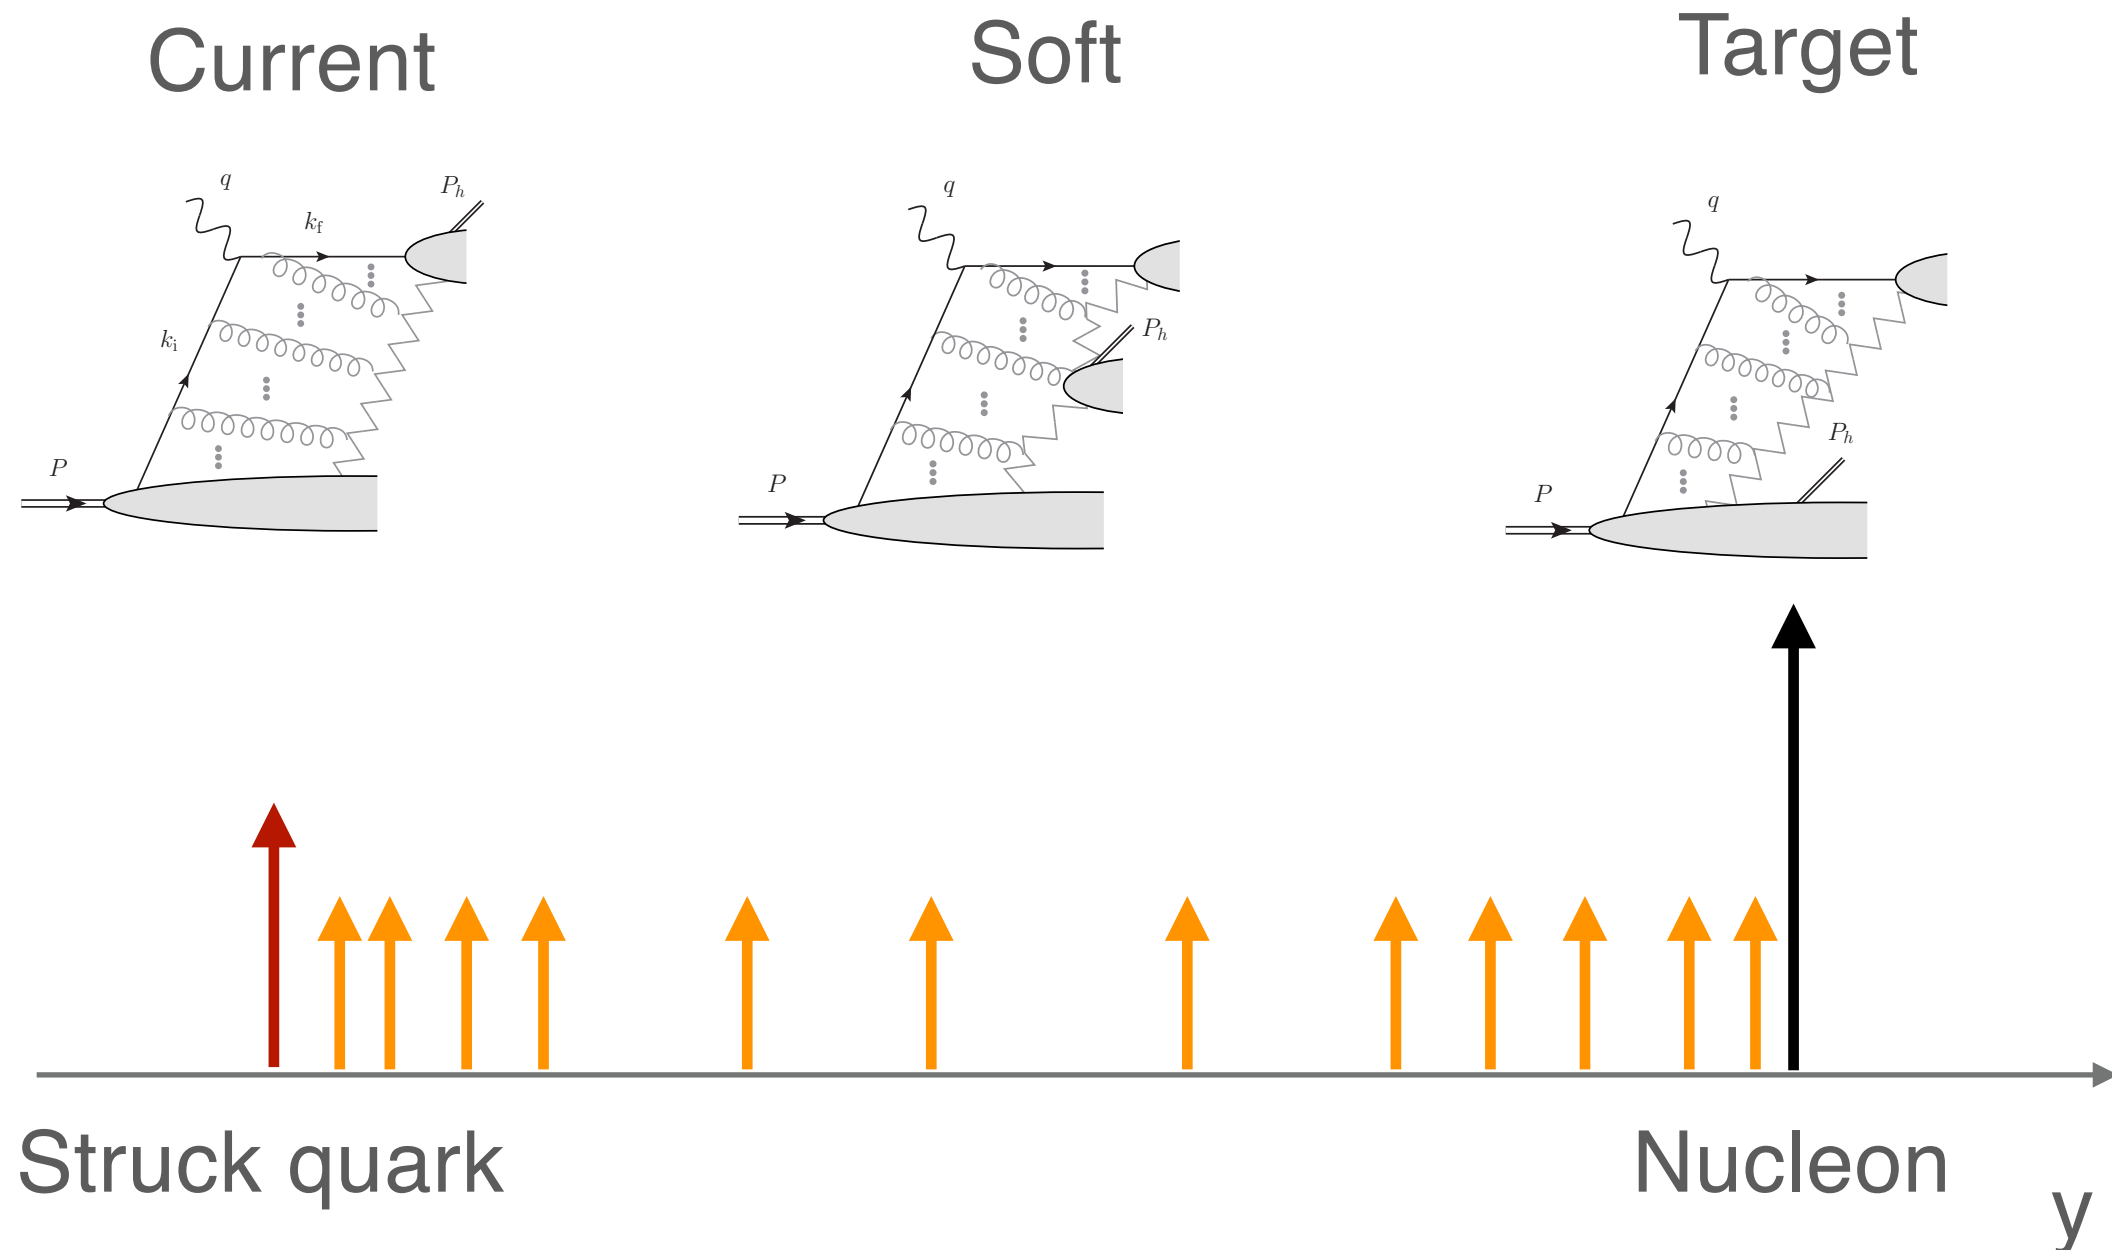 Current
Soft
Target
q
k_f
P_h
k_i
P
q
P_h
P
q
P_h
P
Struck quark
Nucleon
y